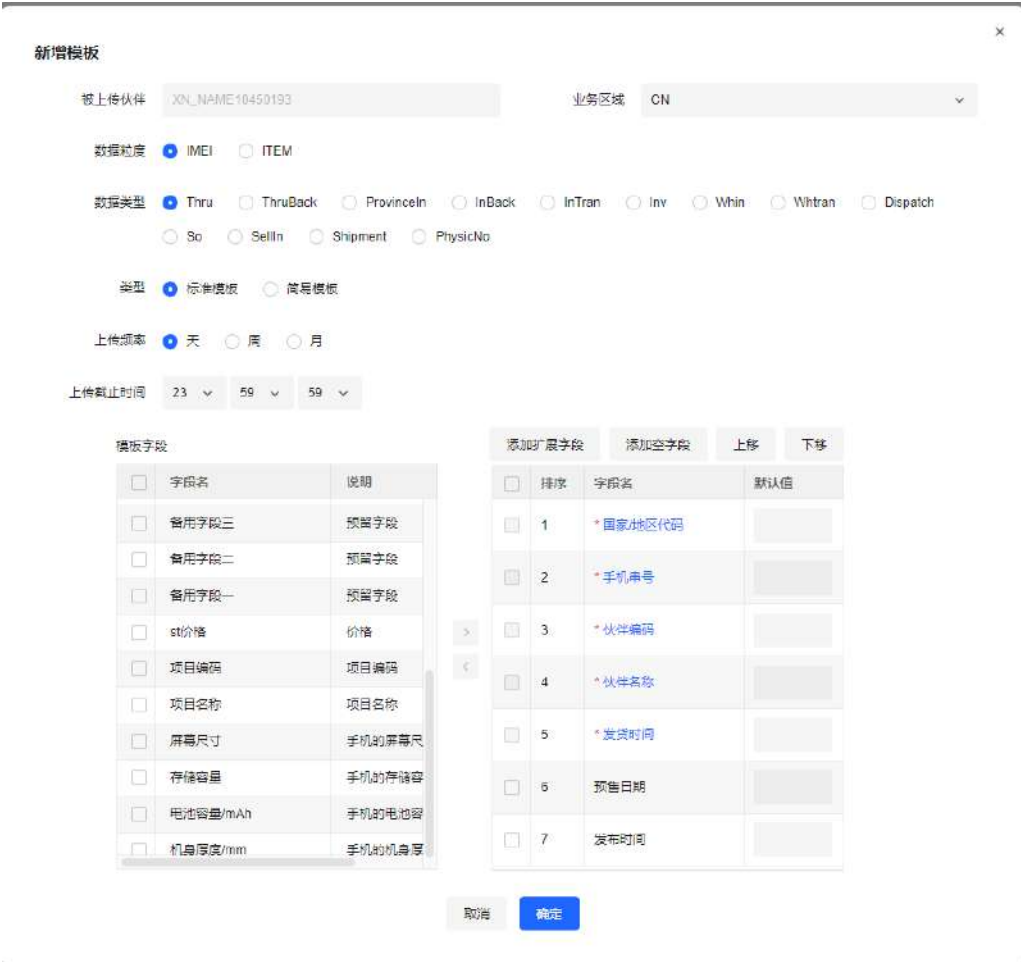 新增模板
被上传伙伴 XN_NAME10450193 业务区域 CN
数据粒度 IMEI ITEM
数据类型 Thru ThruBack ProvinceIn InBack InTran Inv Whin Whtran Dispatch
So SellIn Shipment PhysicNo
类型 标准模板 简易模板
上传频率 天 周 月
上传截止时间 23 59 59
模板字段 添加扩展字段 添加空字段 上移 下移
字段名 说明
备用字段三 预留字段
备用字段二 预留字段
备用字段一 预留字段
st价格 价格
项目编码 项目编码
项目名称 项目名称
屏幕尺寸 手机的屏幕尺
存储容量 手机的存储容
电池容量/mAh 手机的电池容
机身厚度/mm 手机的机身厚
排序 字段名 默认值
1 *国家/地区代码
2 *手机串号
3 *伙伴编码
4 *伙伴名称
5 *发货时间
6 预售日期
7 发布时间
取消 确定